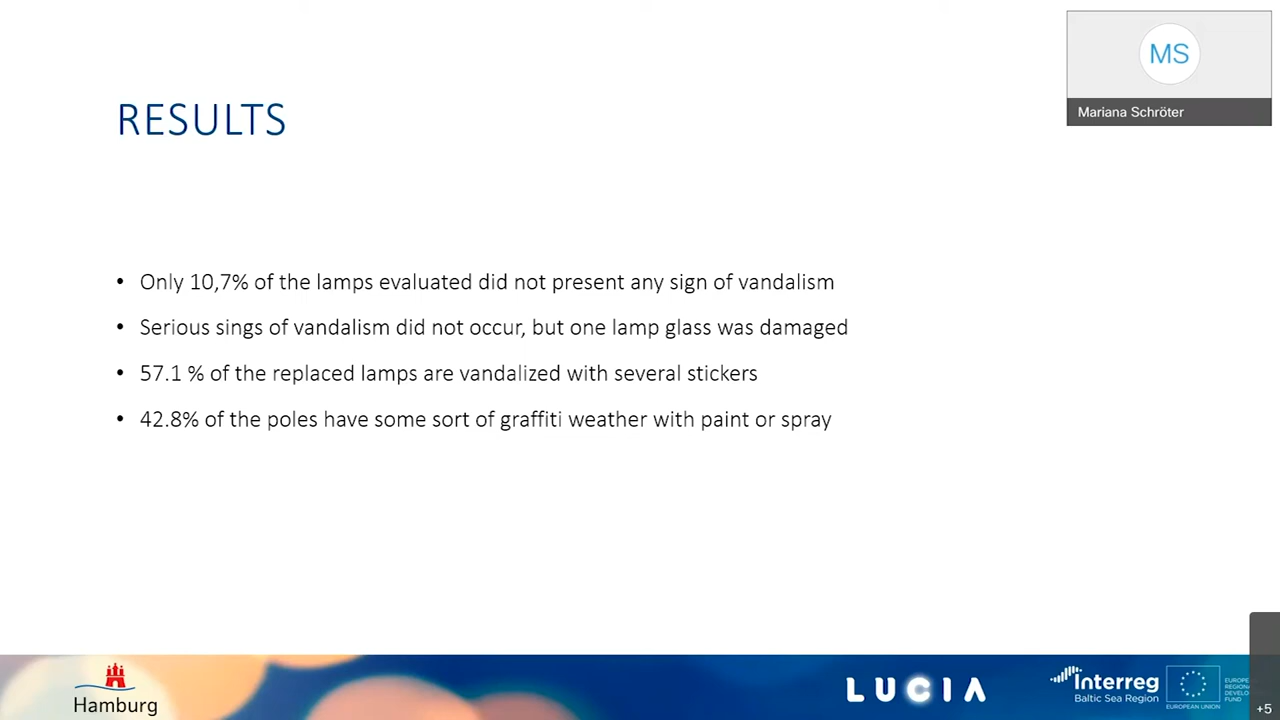 MS
Mariana Schröter
RESULTS
• Only 10,7% of the lamps evaluated did not present any sign of vandalism
• Serious sings of vandalism did not occur, but one lamp glass was damaged
• 57.1 % of the replaced lamps are vandalized with several stickers
• 42.8% of the poles have some sort of graffiti weather with paint or spray
Hamburg
LUCIA
Interreg
Baltic Sea Region
EUROPEAN UNION
FUND
+5